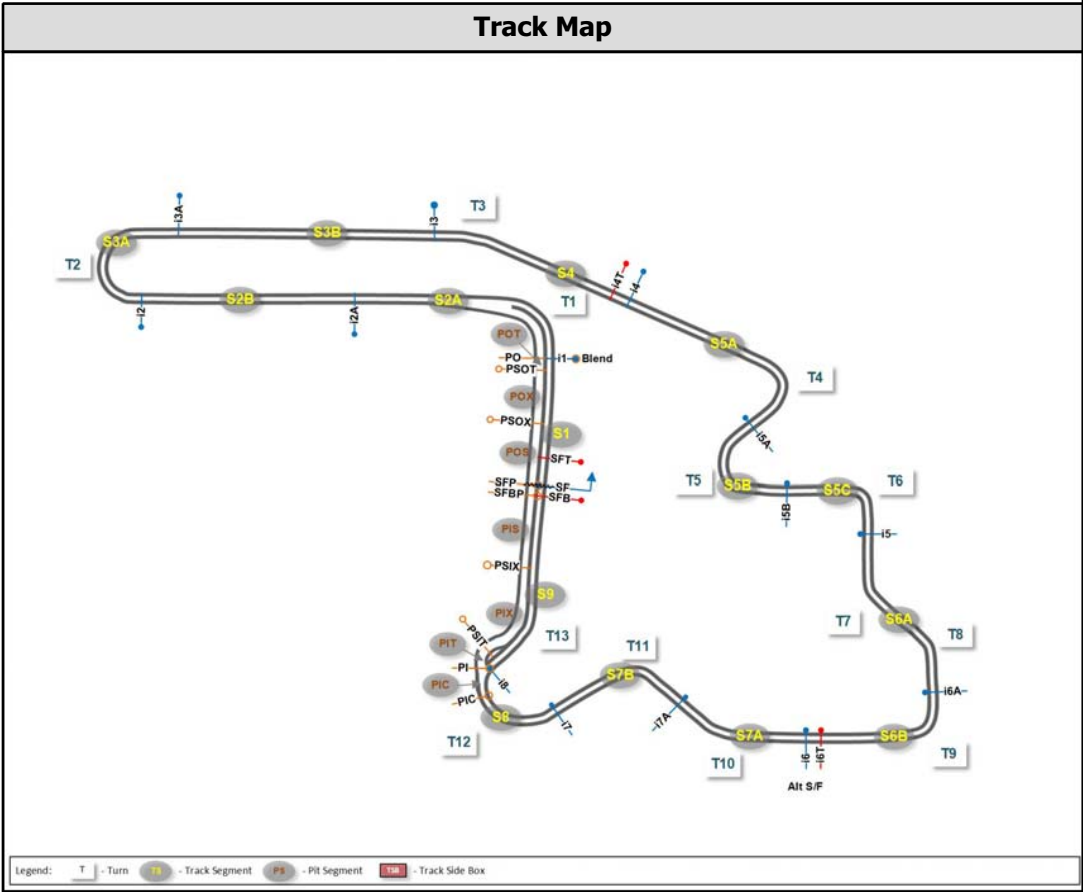 Track Map
i3A
i3
T3
S3A
S3B
T2
S4
i4T
i4
T1
S2B
S2A
i2
i2A
POT
PO
i1
Blend
PSOT
S5A
T4
POX
PSOX
S1
i5A
POS
SFT
SFP
SF
SFBP
SFB
T5
S5B
S5C
T6
i5B
PIS
i5
PSIX
S9
PIX
PSIT
T13
T7
S6A
T8
PIT
PI
T11
S7B
i8
PIC
PIC
i6A
i7A
S8
i7
T12
S7A
S6B
T10
i6
i6T
T9
Alt S/F
Legend: T - Turn TS - Track Segment PS - Pit Segment TSB - Track Side Box